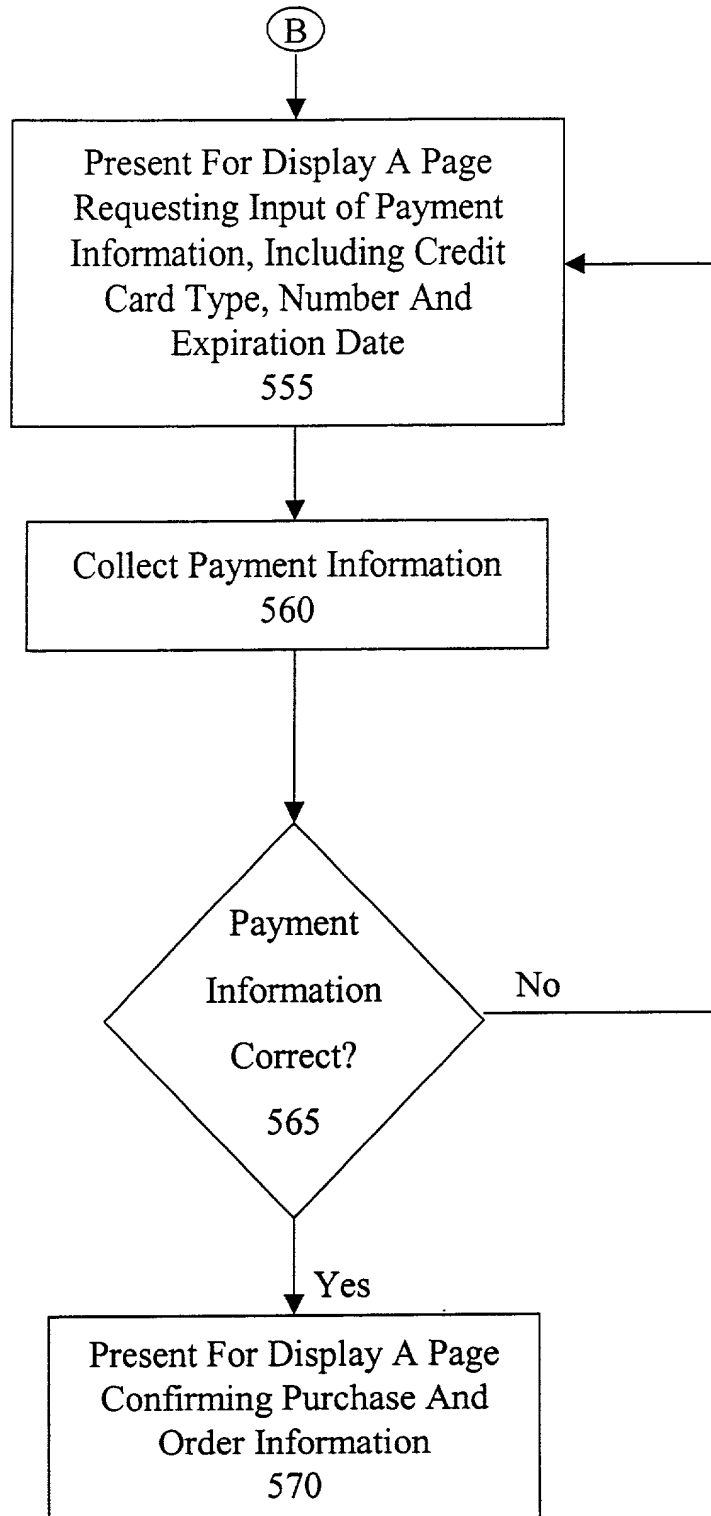 B
Present For Display A Page
Requesting Input of Payment
Information, Including Credit
Card Type, Number And
Expiration Date
555
Collect Payment Information
560
Payment
Information
Correct?
565
No
Yes
Present For Display A Page
Confirming Purchase And
Order Information
570